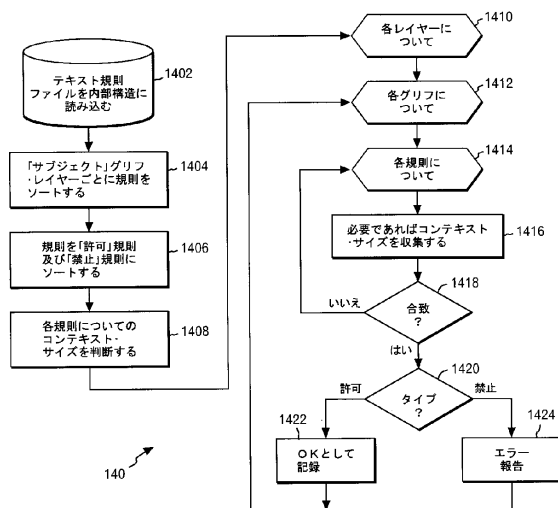 テキスト規則
ファイルを内部構造に
読み込む
1402
「サブジェクト」グリフ
・レイヤーごとに規則を
ソートする
1404
規則を「許可」規則
及び「禁止」規則に
ソートする
1406
各規則についての
コンテキスト・
サイズを判断する
1408
140
各レイヤーに
ついて
1410
各グリフに
ついて
1412
各規則に
ついて
1414
必要であればコンテキスト
・サイズを収集する
1416
合致
?
1418
いいえ
はい
タイプ
?
1420
許可
禁止
1422
OKとして
記録
1424
エラー
報告